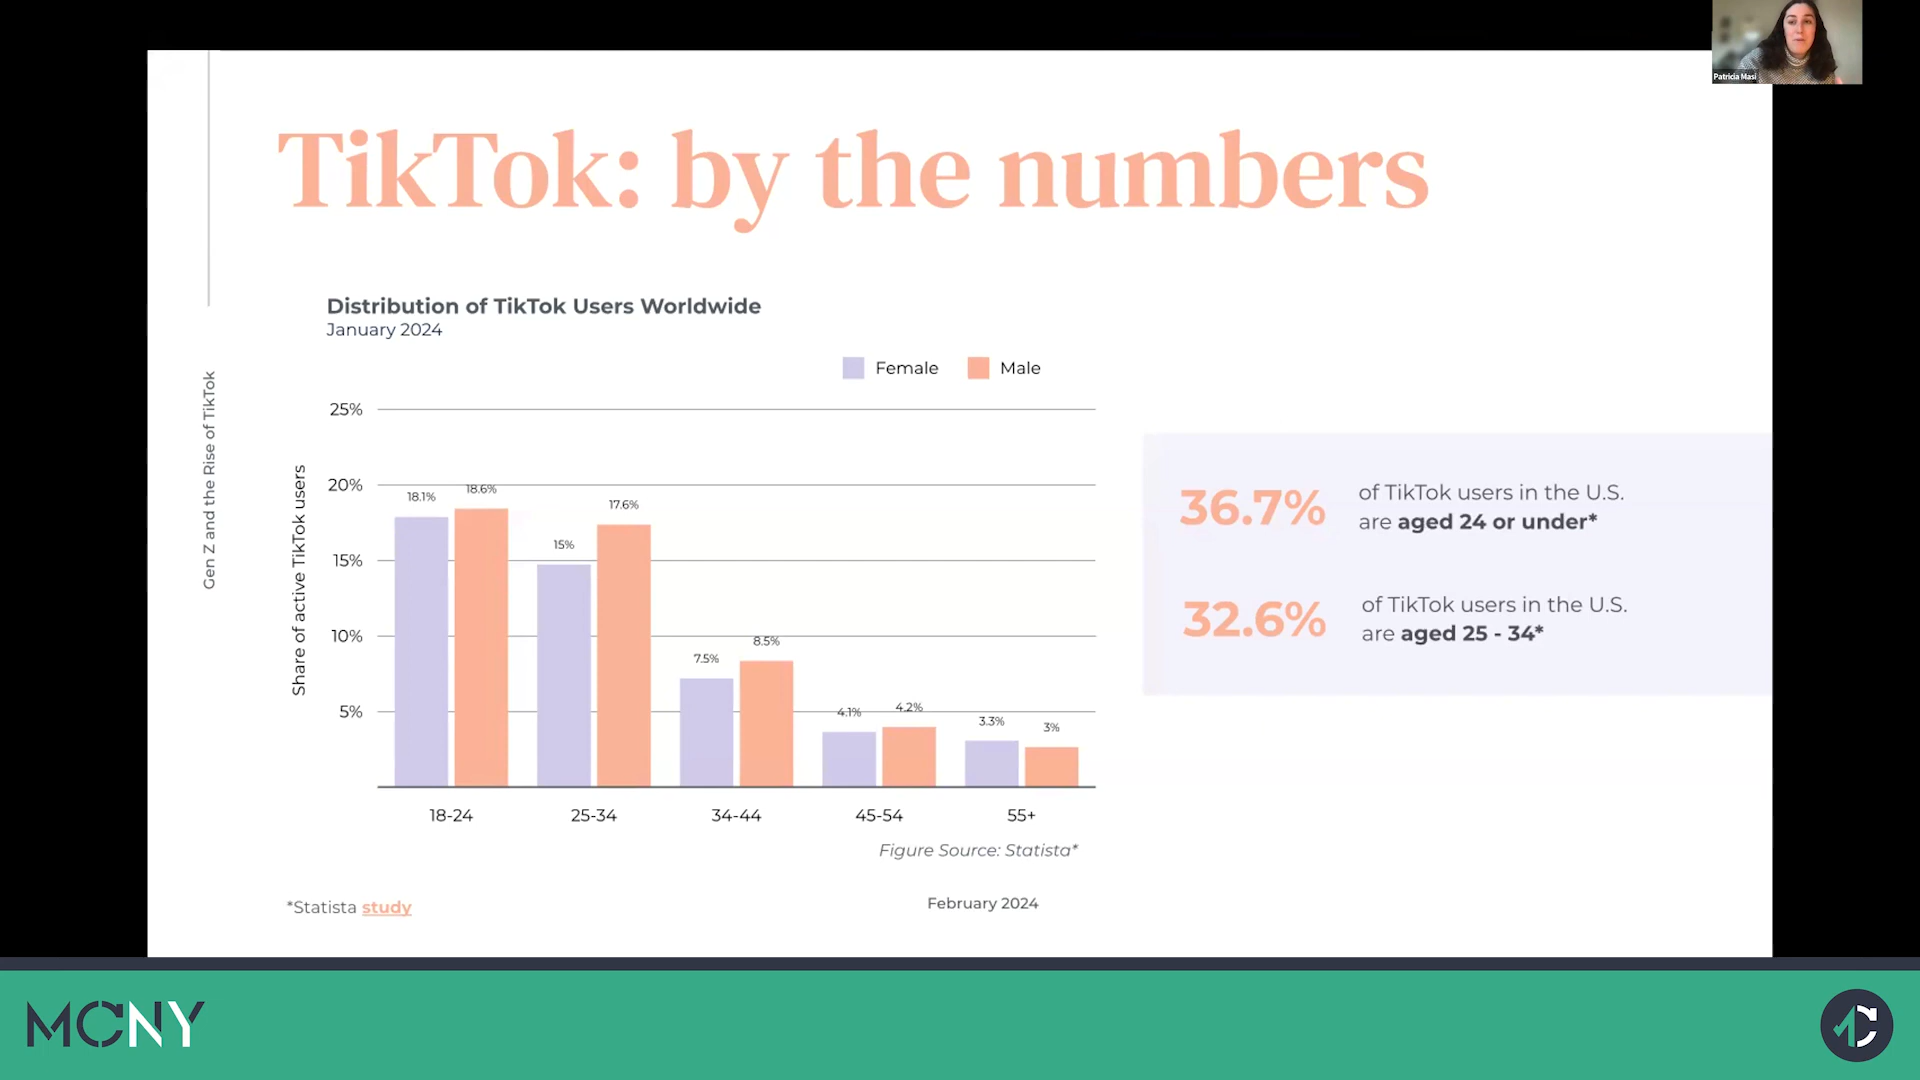 Patricia Masi
TikTok: by the numbers
Gen Z and the Rise of TikTok
Distribution of TikTok Users Worldwide
January 2024
Female
Male
Share of active TikTok users
25%
20%
15%
10%
5%
18.1%
18.6%
15%
17.6%
7.5%
8.5%
4.1%
4.2%
3.3%
3%
18-24
25-34
34-44
45-54
55+
Figure Source: Statista*
36.7%
of TikTok users in the U.S.
are aged 24 or under*
32.6%
of TikTok users in the U.S.
are aged 25 - 34*
*Statista study
February 2024
MCNY